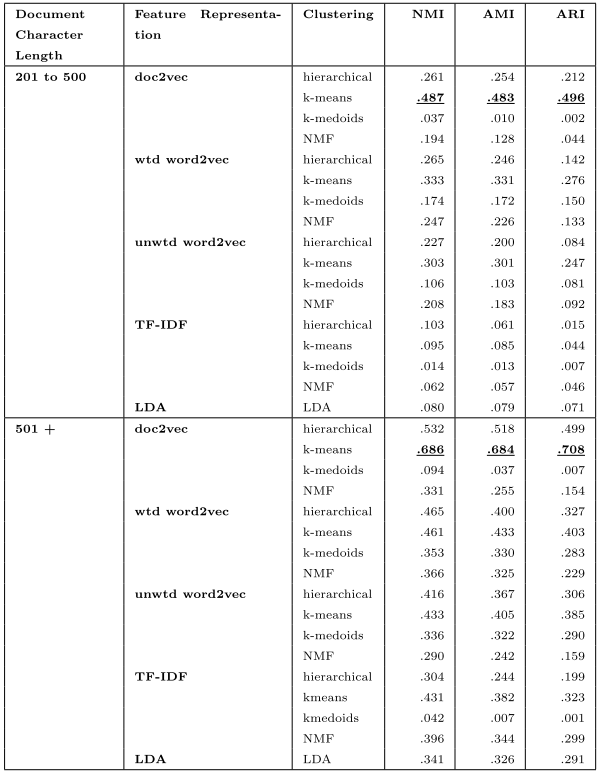 Document Character Length Feature Representa-tion Clustering NMI AMI ARI
201 to 500 doc2vec hierarchical .261 .254 .212
k-means .487 .483 .496
k-medoids .037 .010 .002
NMF .194 .128 .044
wtd word2vec hierarchical .265 .246 .142
k-means .333 .331 .276
k-medoids .174 .172 .150
NMF .247 .226 .133
unwtd word2vec hierarchical .227 .200 .084
k-means .303 .301 .247
k-medoids .106 .103 .081
NMF .208 .183 .092
TF-IDF hierarchical .103 .061 .015
k-means .095 .085 .044
k-medoids .014 .013 .007
NMF .062 .057 .046
LDA LDA .080 .079 .071
501 + doc2vec hierarchical .532 .518 .499
k-means .686 .684 .708
k-medoids .094 .037 .007
NMF .331 .255 .154
wtd word2vec hierarchical .465 .400 .327
k-means .461 .433 .403
k-medoids .353 .330 .283
NMF .366 .325 .229
unwtd word2vec hierarchical .416 .367 .306
k-means .433 .405 .385
k-medoids .336 .322 .290
NMF .290 .242 .159
TF-IDF hierarchical .304 .244 .199
kmeans .431 .382 .323
kmedoids .042 .007 .001
NMF .396 .344 .299
LDA LDA .341 .326 .291